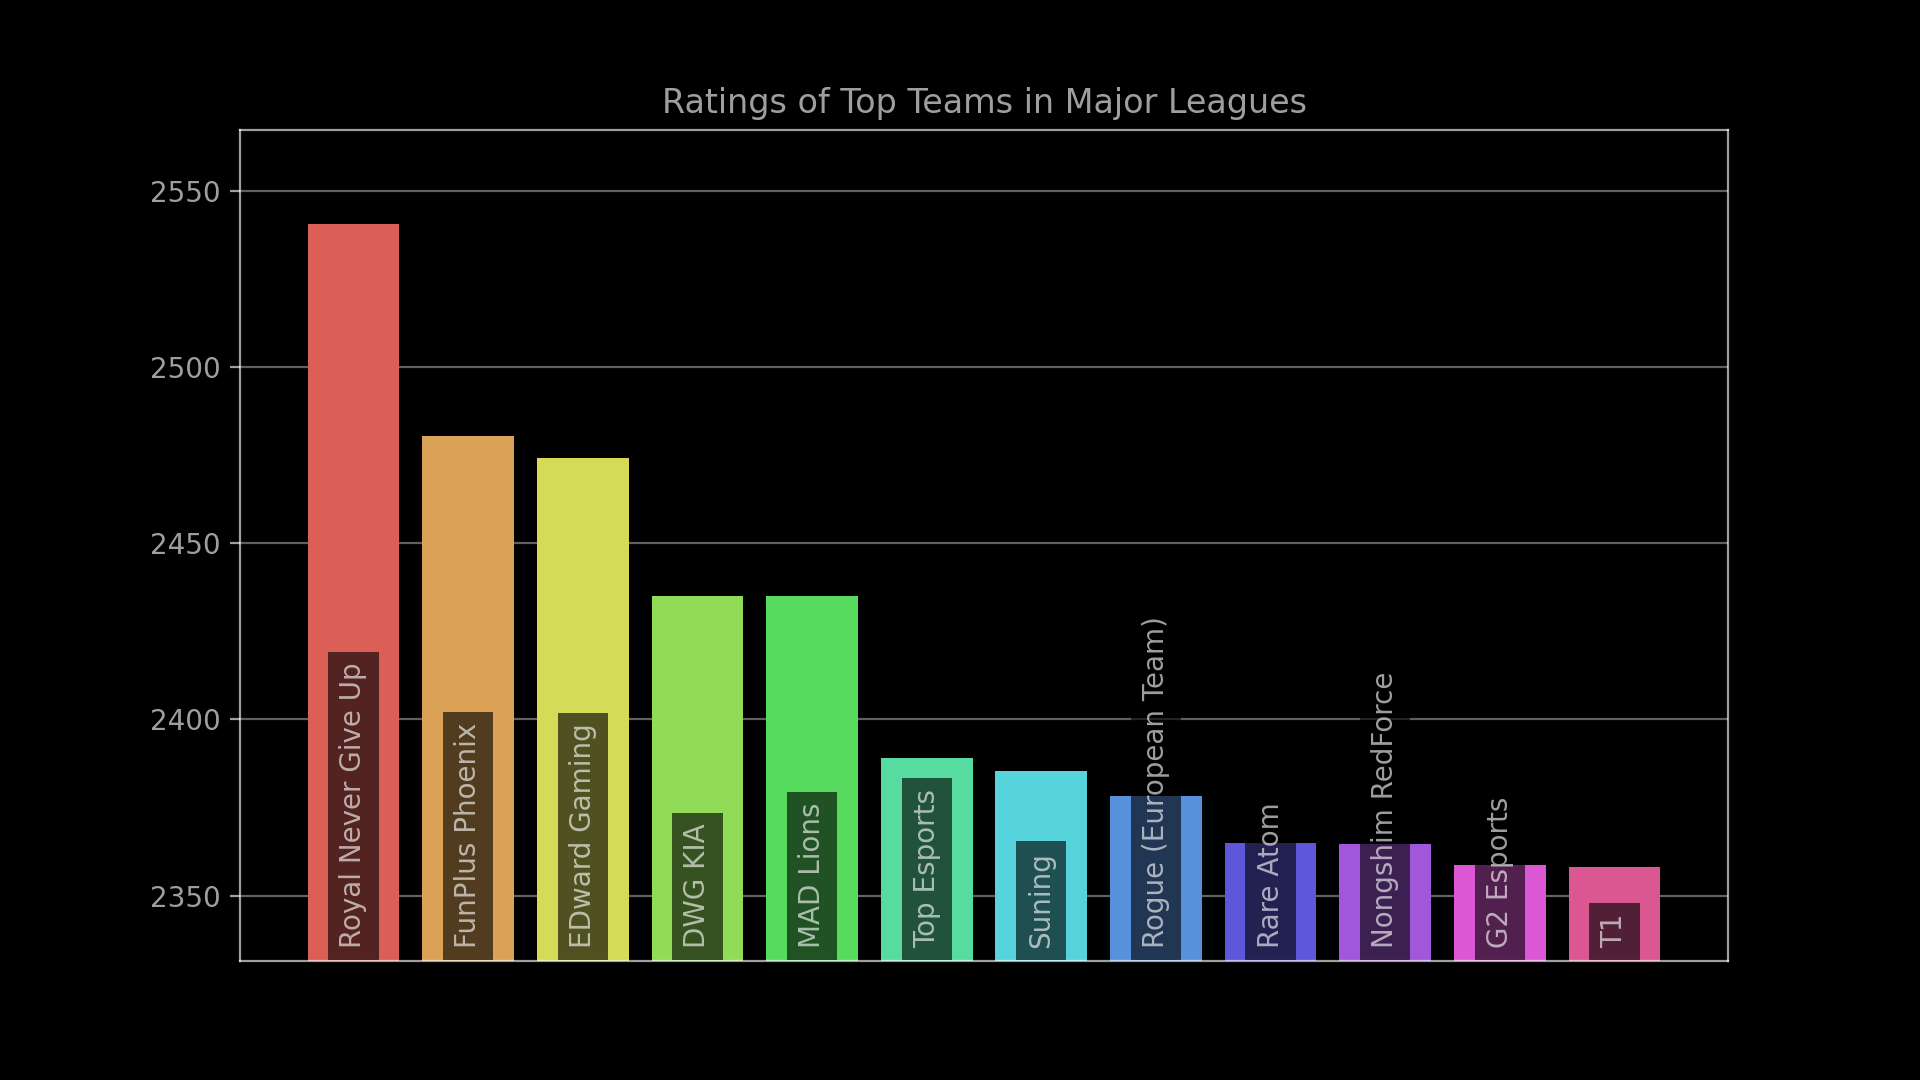 Ratings of Top Teams in Major Leagues
2550
2500
2450
2400
2350
Royal Never Give Up
FunPlus Phoenix
EDward Gaming
DWG KIA
MAD Lions
Top Esports
Suning
Rogue (European Team)
Rare Atom
Nongshim RedForce
G2 Esports
T1